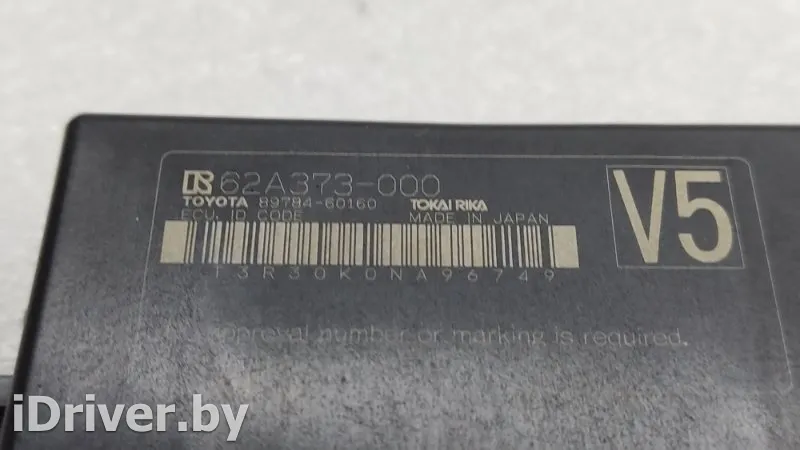 62A373-000
TOYOTA 89784-60160 TOKAI RIKA
ECU. ID CODE MADE IN JAPAN
T3R30K0NA96749
V5
approval number or marking is required.
iDriver.by